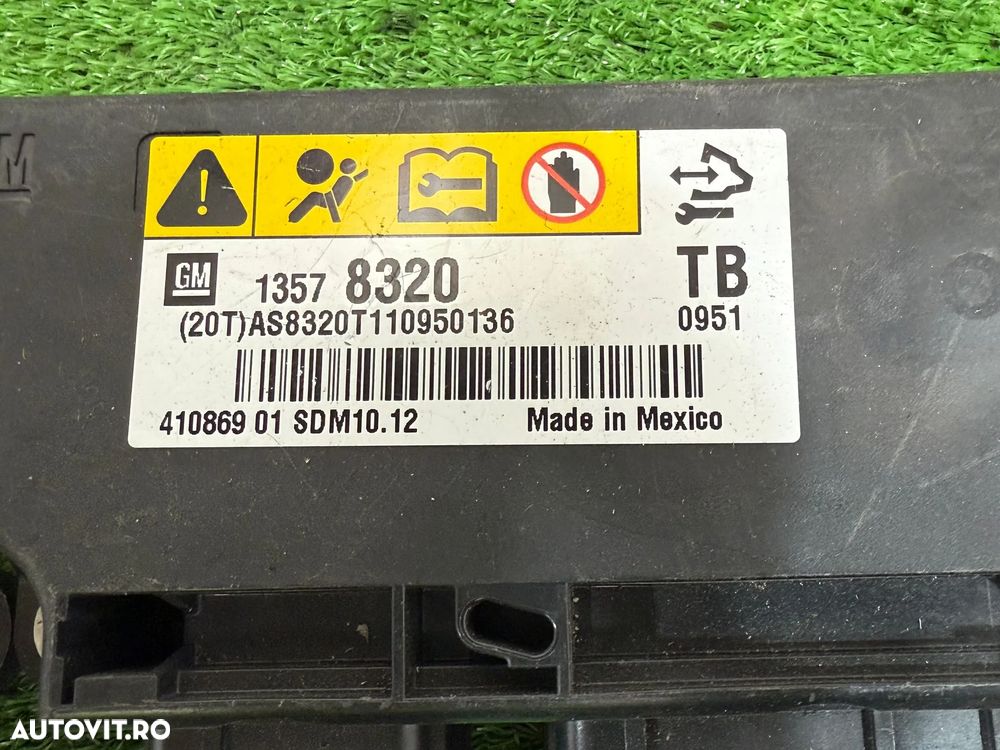 M
GM
1357 8320
TB
(20T)AS8320T110950136
0951
410869 01 SDM10.12
Made in Mexico
AUTOVIT.RO